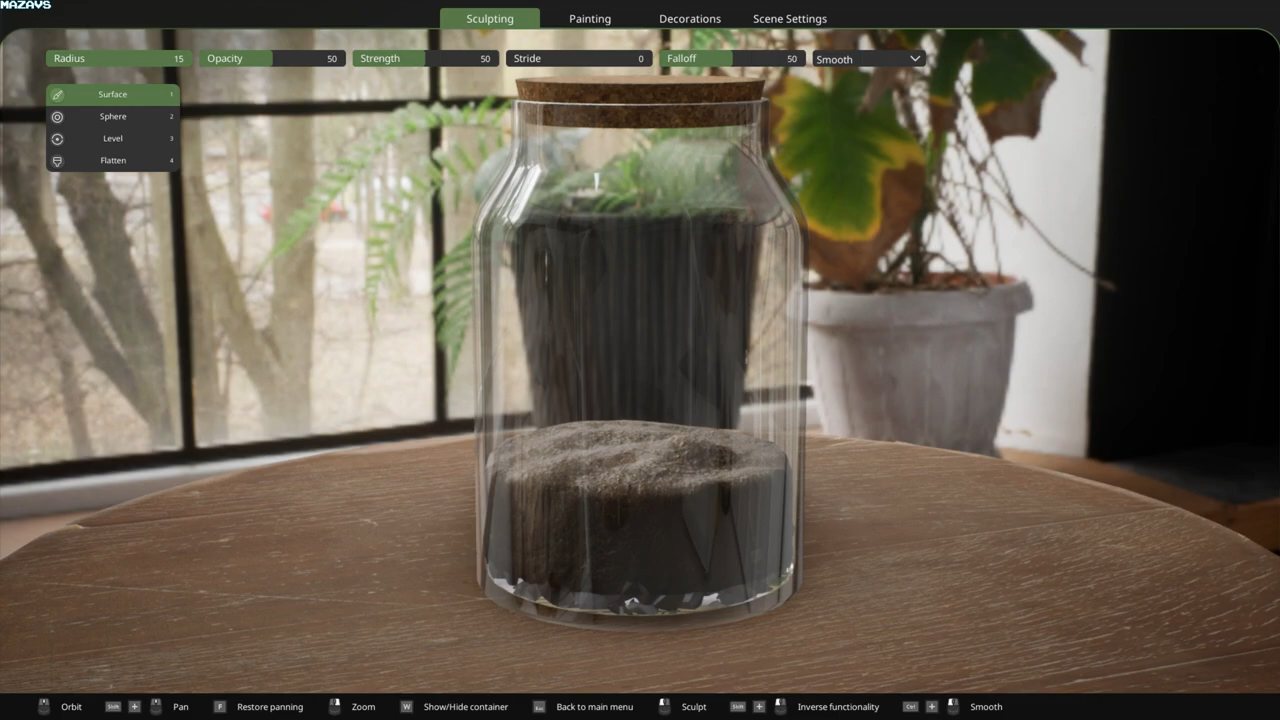 MAZAVS
Sculpting Painting Decorations Scene Settings
Radius 15 Opacity 50 Strength 50 Stride 0 Falloff 50 Smooth
Surface 1
Sphere 2
Level 3
Flatten 4
Orbit Shift + Pan F Restore panning Zoom W Show/Hide container Esc Back to main menu Sculpt Shift + Inverse functionality Ctrl + Smooth